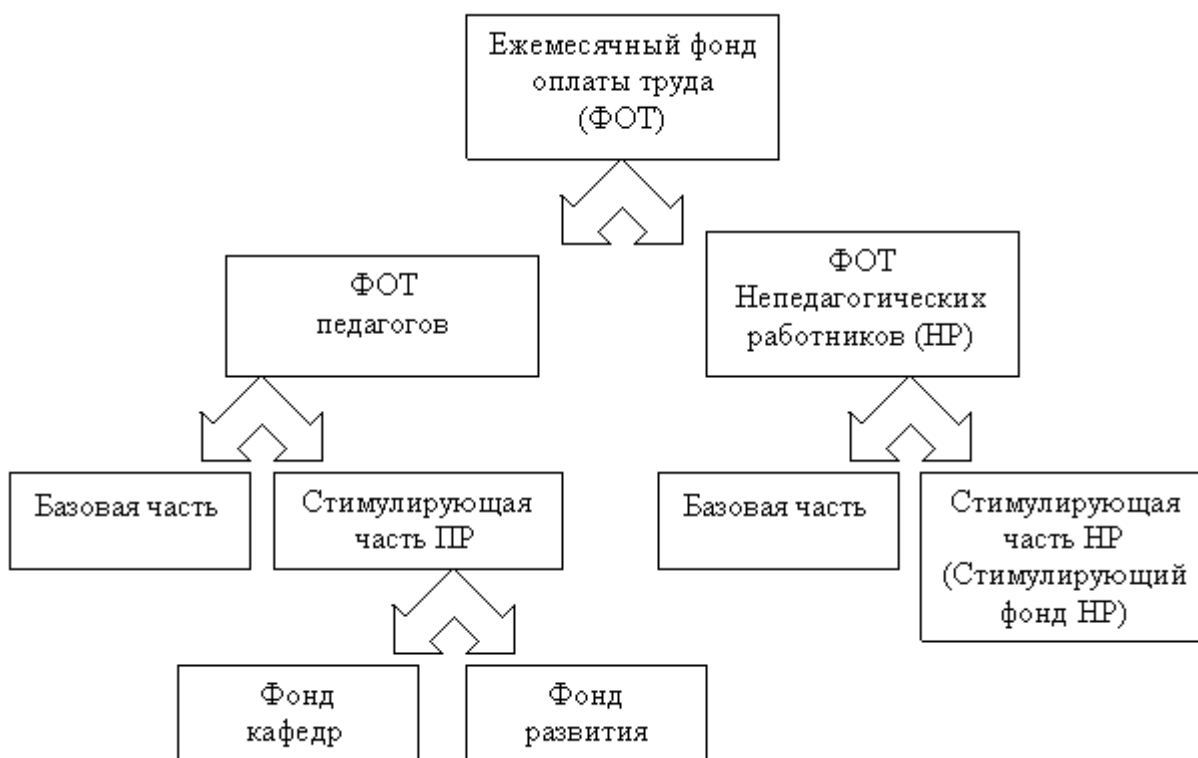 Ежемесячный фонд
оплаты труда
(ФОТ)
ФОТ
педагогов
ФОТ
Непедагогических
работников (НР)
Базовая часть
Стимулирующая
часть ПР
Базовая часть
Стимулирующая
часть НР
(Стимулирующий
фонд НР)
Фонд
кафедр
Фонд
развития